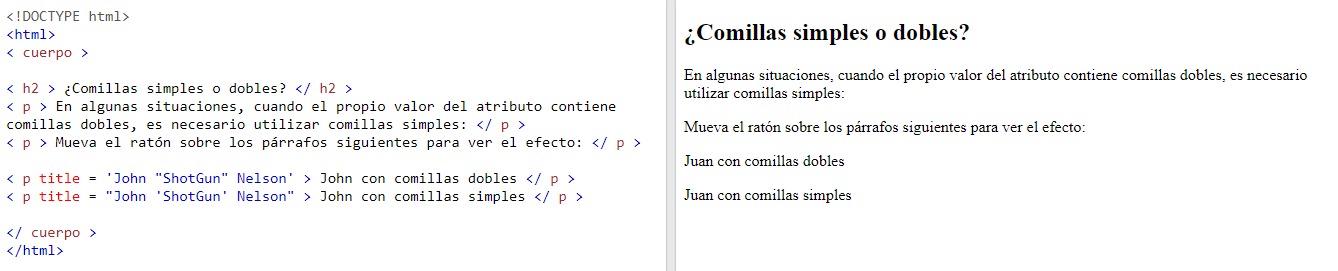 <!DOCTYPE html>
<html>
< cuerpo >
< h2 > ¿Comillas simples o dobles? </ h2 >
< p > En algunas situaciones, cuando el propio valor del atributo contiene
comillas dobles, es necesario utilizar comillas simples: </ p >
< p > Mueva el ratón sobre los párrafos siguientes para ver el efecto: </ p >
< p title = 'John "ShotGun" Nelson' > John con comillas dobles </ p >
< p title = "John 'ShotGun' Nelson" > John con comillas simples </ p >
</ cuerpo >
</html>
¿Comillas simples o dobles?
En algunas situaciones, cuando el propio valor del atributo contiene comillas dobles, es necesario
utilizar comillas simples:
Mueva el ratón sobre los párrafos siguientes para ver el efecto:
Juan con comillas dobles
Juan con comillas simples